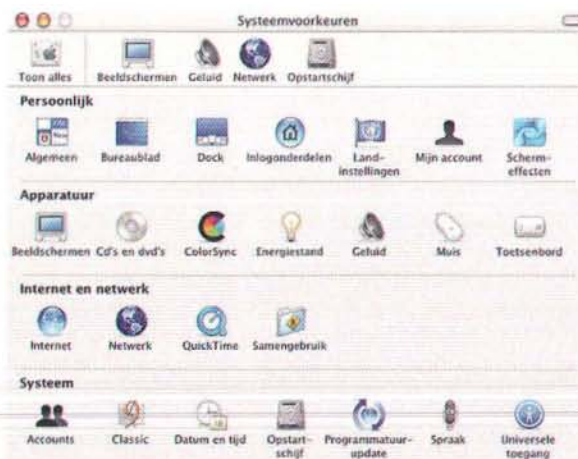 Systeemvoorkeuren
Toon alles Beeldschermen Geluid Netwerk Opstartschijf
Persoonlijk
Algemeen Bureaublad Dock Inlogonderdelen Land-instellingen Mijn account Scherm-effecten
Apparatuur
Beeldschermen Cd's en dvd's ColorSync Energiestand Geluid Muis Toetsenbord
Internet en netwerk
Internet Netwerk QuickTime Samengebruik
Systeem
Accounts Classic Datum en tijd Opstart-schijf Programmatuur-update Spraak Universele toegang